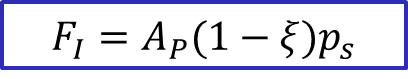 F_I = A_P(1 − ξ)p_s